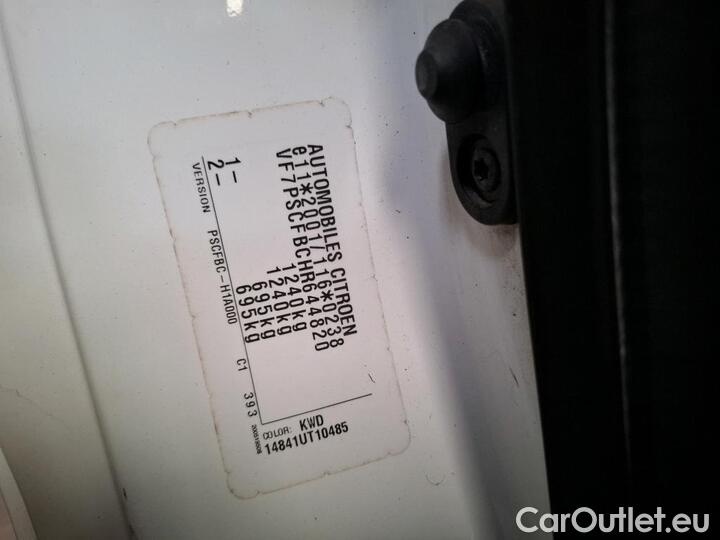 AUTOMOBILES CITROEN
e11*2001/116*0238
VF7PSCFBCHR644820
1240kg
1240kg
1- 695kg
2- 695kg
VERSION PSCFBC-H1A000 C1 393
COLOR: KWD
14841UT10485
CarOutlet.eu